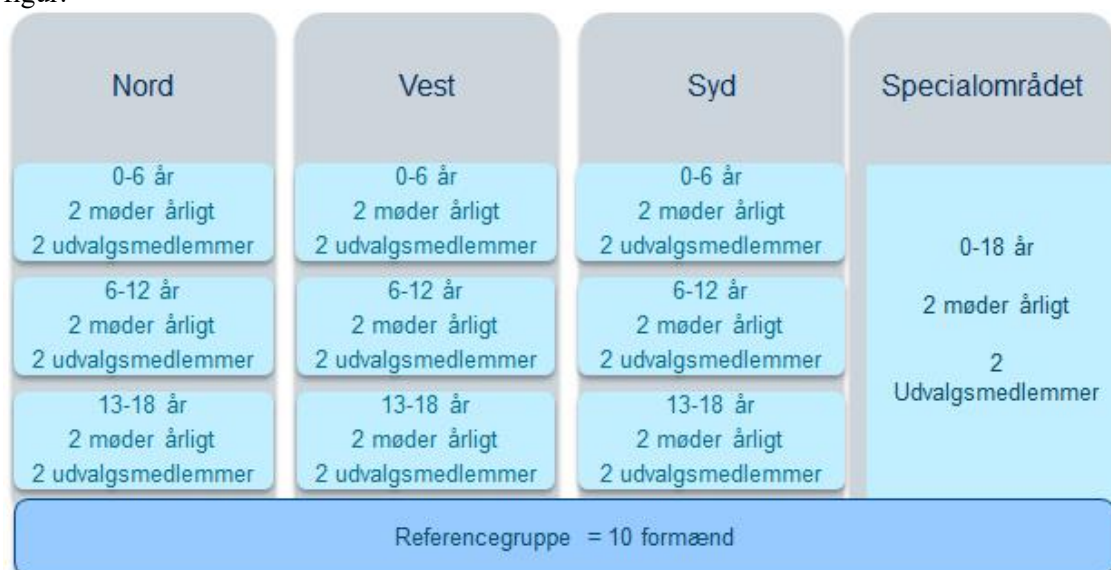 figur.
Nord
0-6 år
2 møder årligt
2 udvalgsmedlemmer
6-12 år
2 møder årligt
2 udvalgsmedlemmer
13-18 år
2 møder årligt
2 udvalgsmedlemmer
Vest
0-6 år
2 møder årligt
2 udvalgsmedlemmer
6-12 år
2 møder årligt
2 udvalgsmedlemmer
13-18 år
2 møder årligt
2 udvalgsmedlemmer
Syd
0-6 år
2 møder årligt
2 udvalgsmedlemmer
6-12 år
2 møder årligt
2 udvalgsmedlemmer
13-18 år
2 møder årligt
2 udvalgsmedlemmer
Specialområdet
0-18 år
2 møder årligt
2
Udvalgsmedlemmer
Referencegruppe = 10 formænd